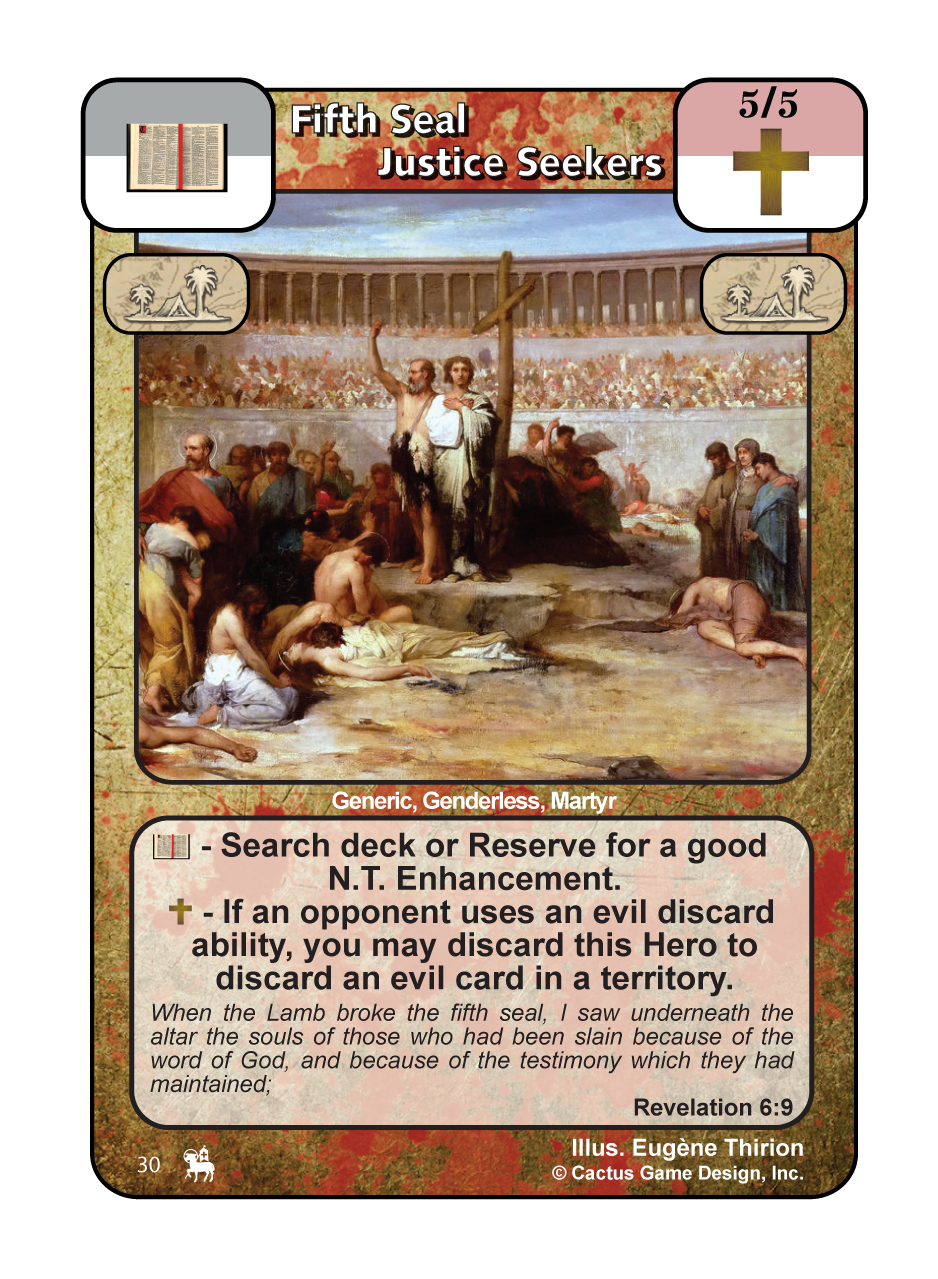 Fifth Seal
Justice Seekers
5/5
Generic, Genderless, Martyr
- Search deck or Reserve for a good
N.T. Enhancement.
- If an opponent uses an evil discard
ability, you may discard this Hero to
discard an evil card in a territory.
When the Lamb broke the fifth seal, I saw underneath the
altar the souls of those who had been slain because of the
word of God, and because of the testimony which they had
maintained;
Revelation 6:9
30
Illus. Eugène Thirion
© Cactus Game Design, Inc.